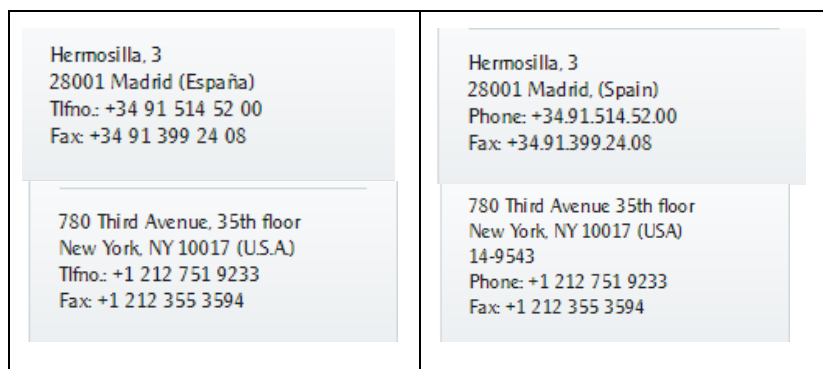 Hermosilla, 3
28001 Madrid (España)
Tlfno.: +34 91 514 52 00
Fax: +34 91 399 24 08
780 Third Avenue, 35th floor
New York, NY 10017 (U.S.A.)
Tlfno.: +1 212 751 9233
Fax: +1 212 355 3594
Hermosilla, 3
28001 Madrid, (Spain)
Phone: +34.91.514.52.00
Fax: +34.91.399.24.08
780 Third Avenue 35th floor
New York, NY 10017 (USA)
14-9543
Phone: +1 212 751 9233
Fax: +1 212 355 3594